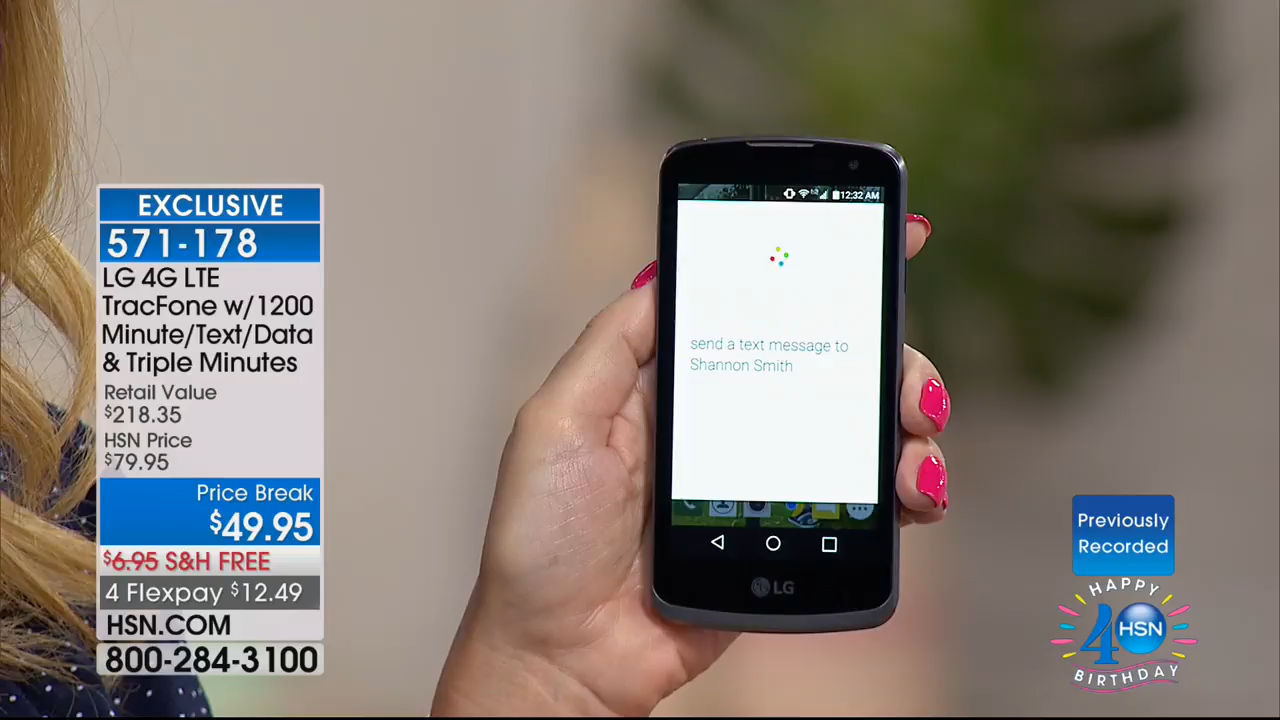 EXCLUSIVE
571-178
LG 4G LTE
TracFone w/1200
Minute/Text/Data
& Triple Minutes
Retail Value
$218.35
HSN Price
$79.95
Price Break
$49.95
$6.95 S&H FREE
4 Flexpay $12.49
HSN.COM
800-284-3100
12:32 AM
send a text message to
Shannon Smith
LG
Previously
Recorded
HAPPY
40
HSN
BIRTHDAY